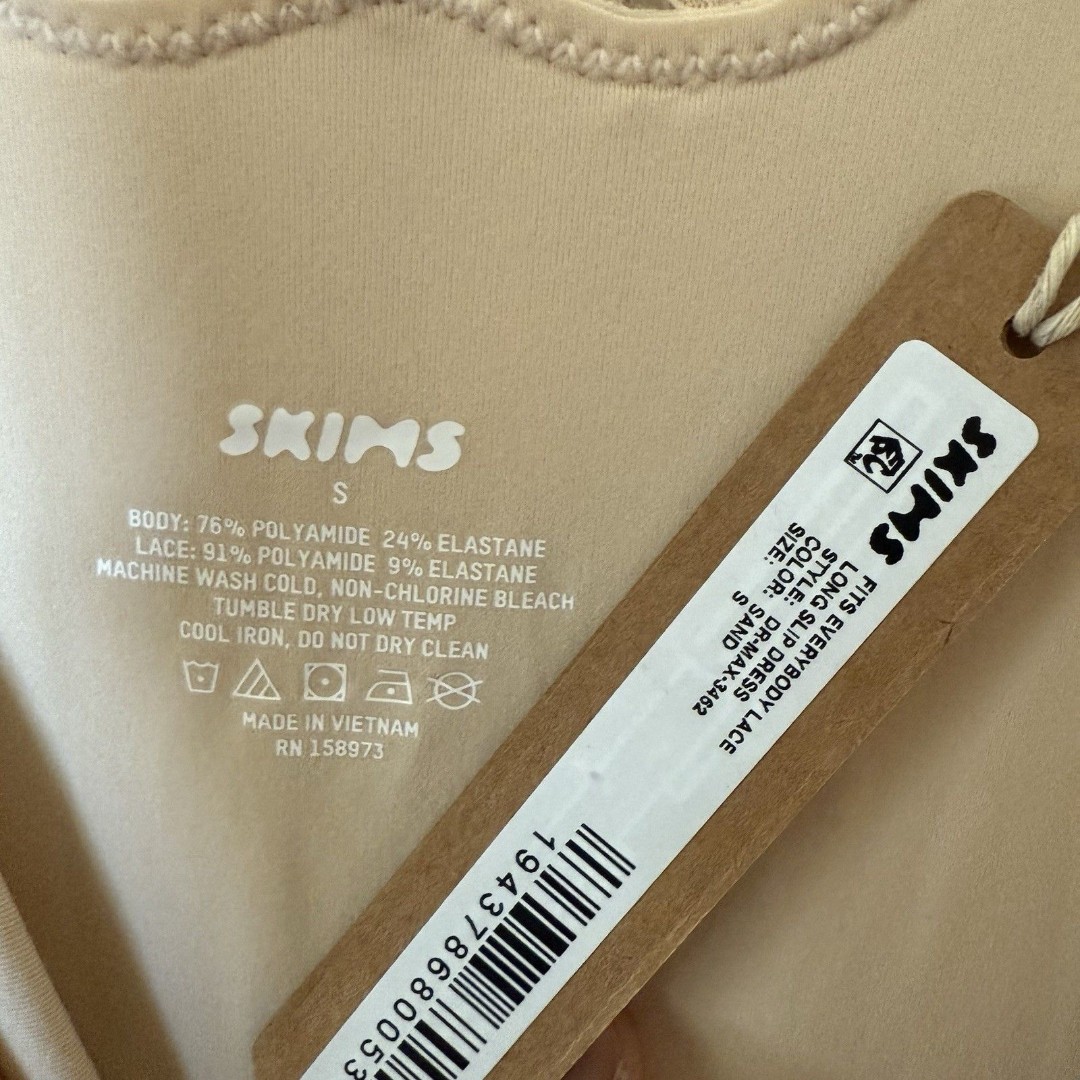 SKIMS
S
BODY: 76% POLYAMIDE 24% ELASTANE
LACE: 91% POLYAMIDE 9% ELASTANE
MACHINE WASH COLD, NON-CHLORINE BLEACH
TUMBLE DRY LOW TEMP
COOL IRON, DO NOT DRY CLEAN
MADE IN VIETNAM
RN 158973
SKIMS
FITS EVERYBODY LACE
LONG SLIP DRESS
STYLE: DR-MAX-3462
COLOR: SAND
SIZE: S
194378680053